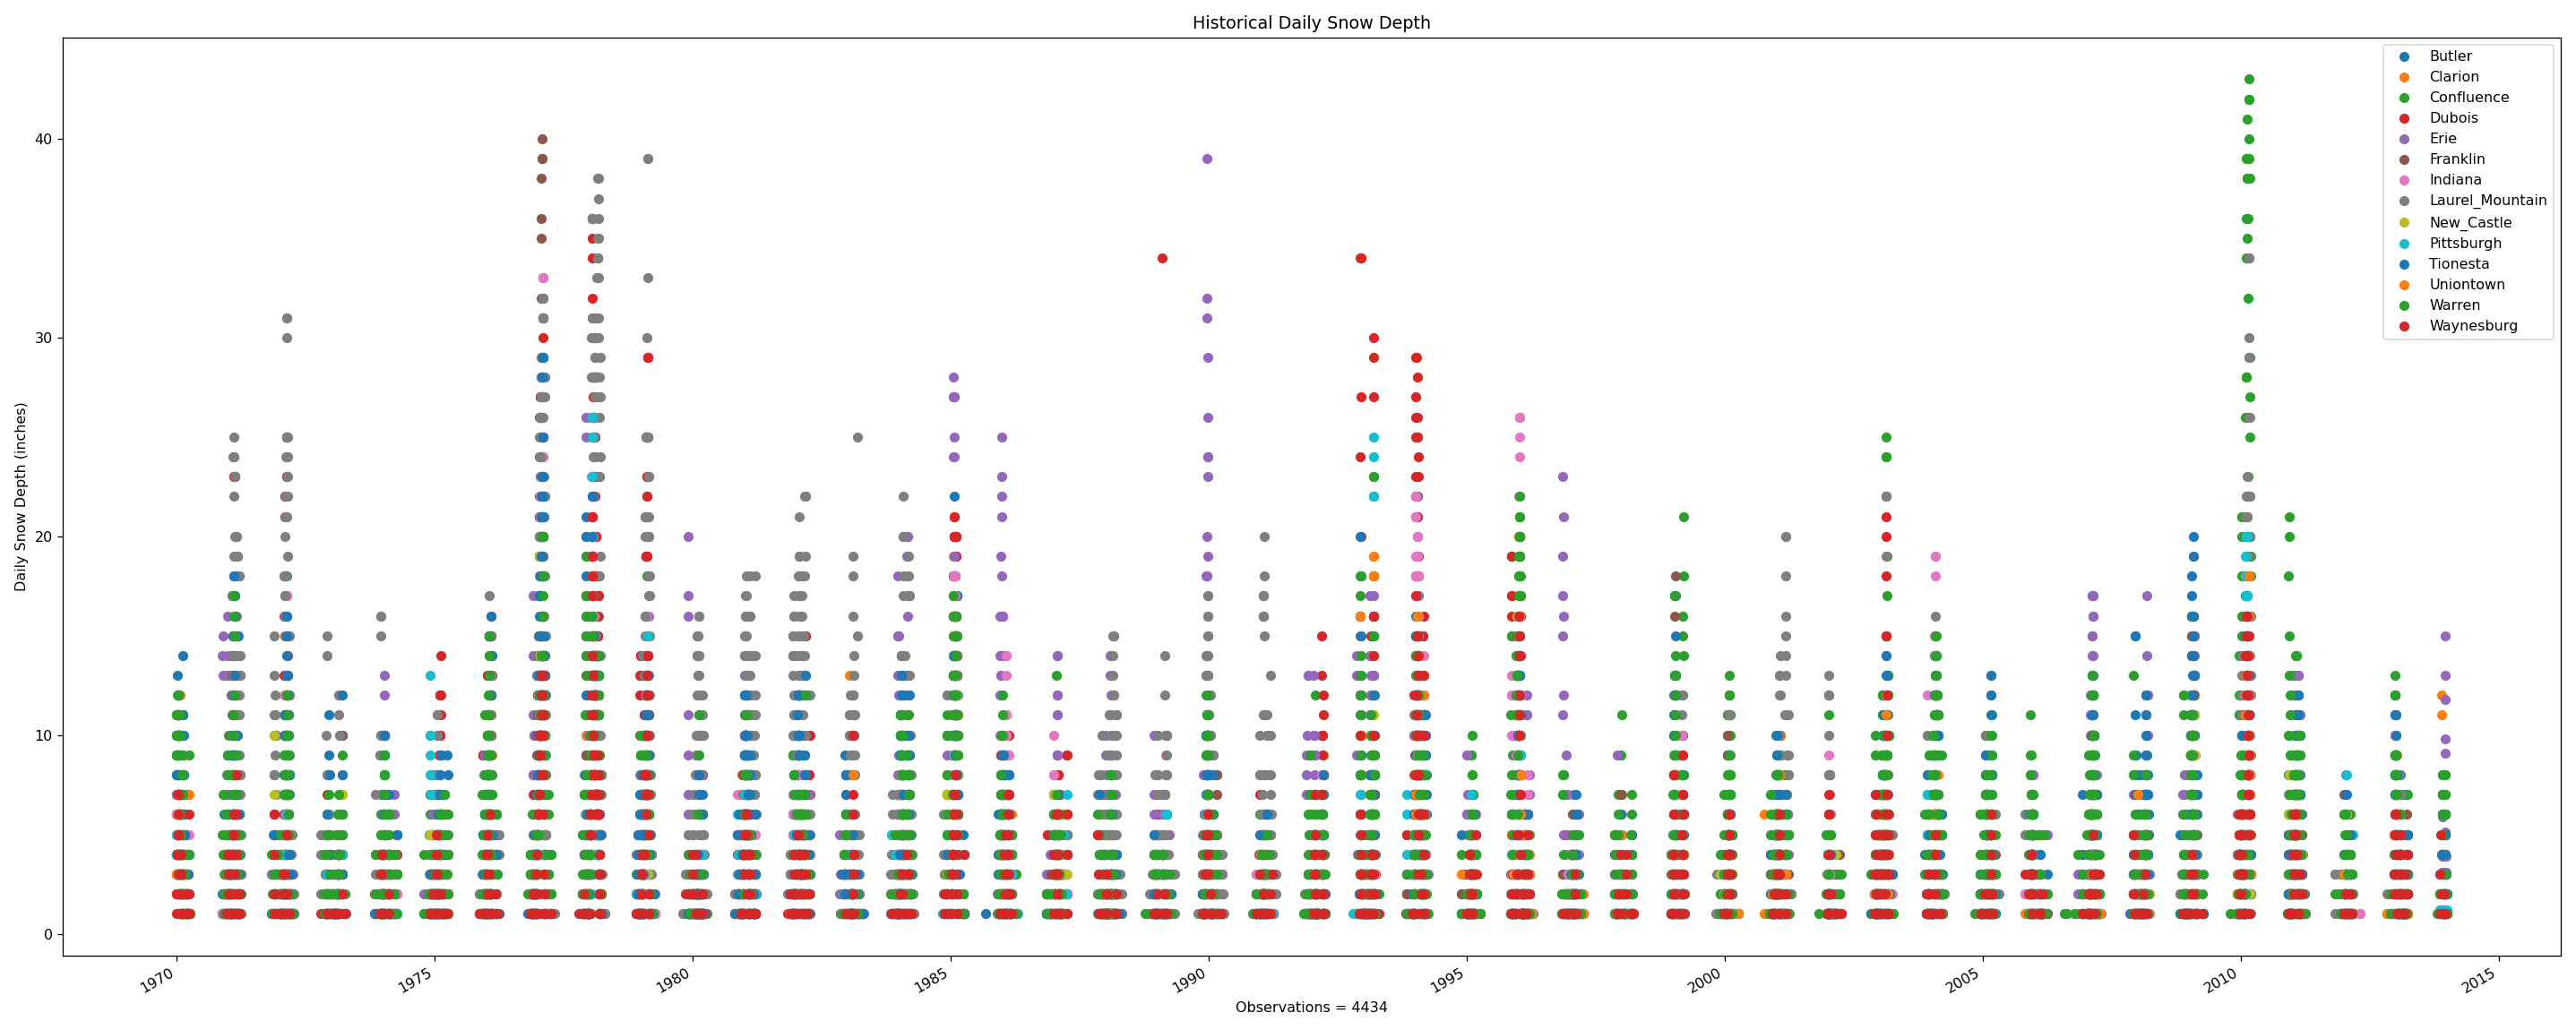 Historical Daily Snow Depth
Daily Snow Depth (inches)
40
30
20
10
0
1970
1975
1980
1985
1990
1995
2000
2005
2010
2015
Observations = 4434
Butler
Clarion
Confluence
Dubois
Erie
Franklin
Indiana
Laurel_Mountain
New_Castle
Pittsburgh
Tionesta
Uniontown
Warren
Waynesburg